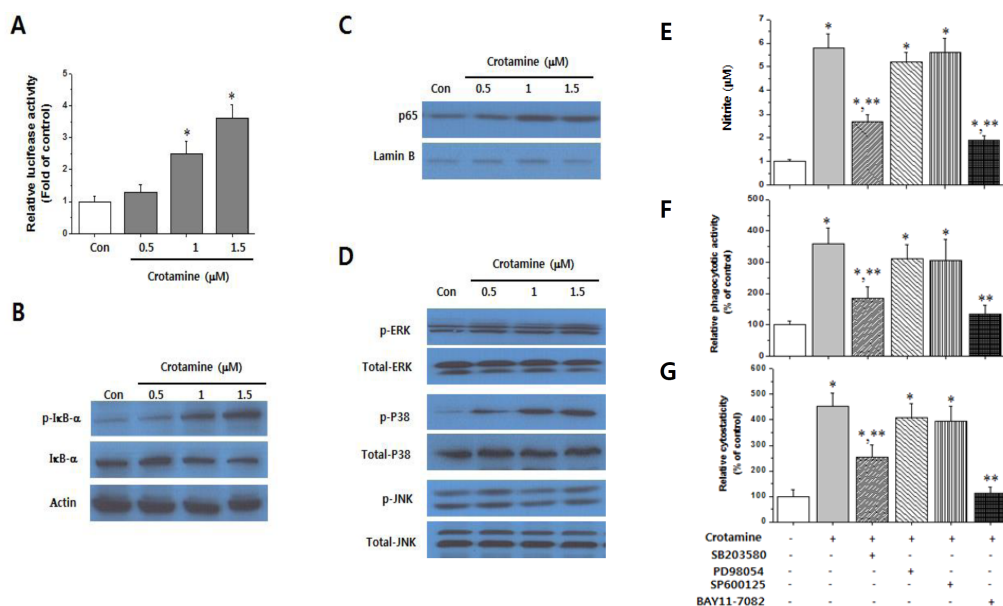 A
Relative lucifease activity
(Fold of control)
5
4
3
2
1
0
*
*
Con
0.5
1
1.5
Crotamine (μM)
B
Crotamine (μM)
Con
0.5
1
1.5
p-IκB-α
IκB-α
Actin
C
Crotamine (μM)
Con
0.5
1
1.5
p65
Lamin B
D
Crotamine (μM)
Con
0.5
1
1.5
p-ERK
Total-ERK
p-P38
Total-P38
p-JNK
Total-JNK
E
Nitrite (μM)
7
6
5
4
3
2
1
0
*
*,**
*
*
*,**
F
Relative phagocytotic activity
(% of control)
500
400
300
200
100
0
*
*,**
*
*
**
G
Relative cytostaticty
(% of control)
600
500
400
300
200
100
0
*
*,**
*
*
**
Crotamine - + + + + +
SB203580 - - + - - -
PD98054 - - - + - -
SP600125 - - - - + -
BAY11-7082 - - - - - +